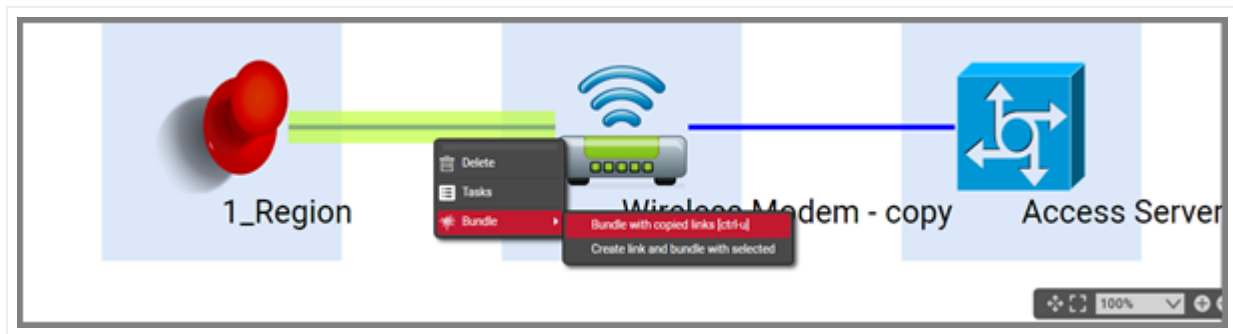 Delete
Tasks
1_Region
Wireless Modem - copy
Access Server
Bundle
Bundle with copied links [ctrl-u]
Create link and bundle with selected
100%